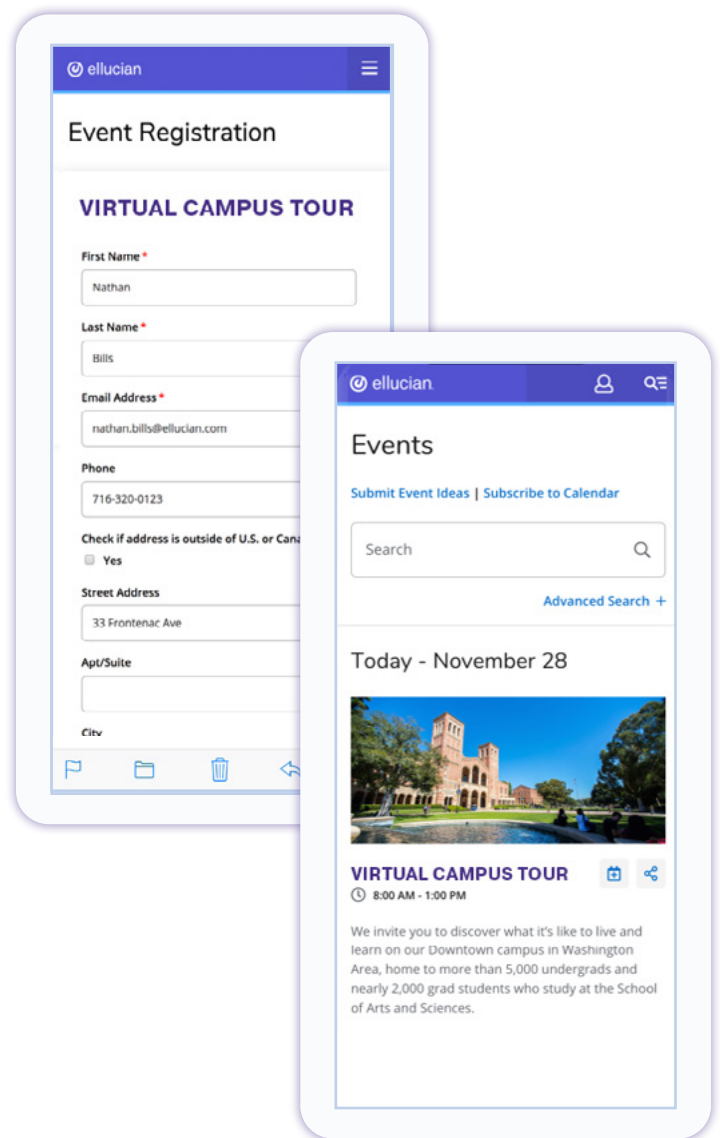 ellucian
Event Registration
VIRTUAL CAMPUS TOUR
First Name *
Nathan
Last Name *
Bills
Email Address *
nathan.bills@ellucian.com
Phone
716-320-0123
Check if address is outside of U.S. or
Yes
Street Address
33 Frontenac Ave
Apt/Suite
City
ellucian
Events
Submit Event Ideas | Subscribe to Calendar
Search
Advanced Search +
Today - November 28
VIRTUAL CAMPUS TOUR
8:00 AM - 1:00 PM
We invite you to discover what it's like to live and
learn on our Downtown campus in Washington
Area, home to more than 5,000 undergrads and
nearly 2,000 grad students who study at the School
of Arts and Sciences.